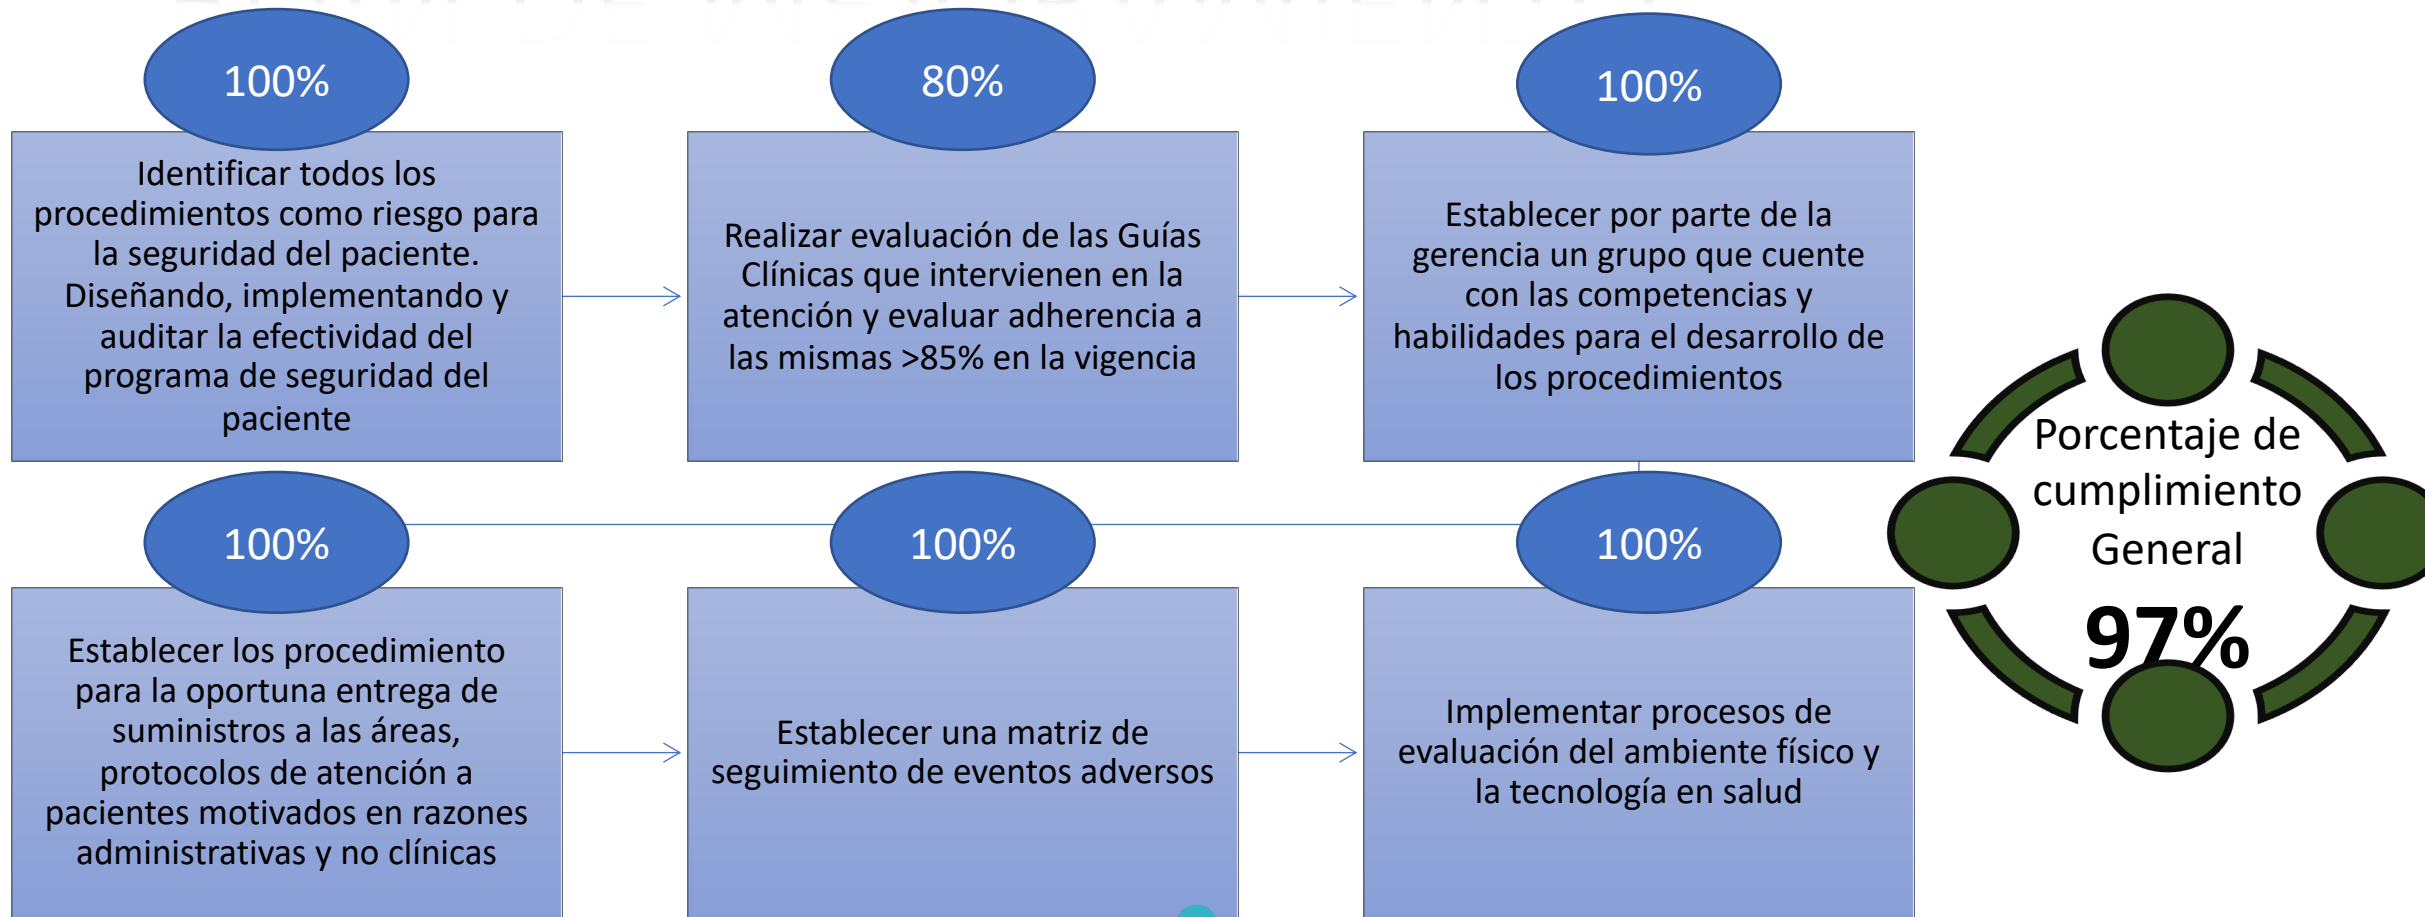 100%
Identificar todos los
procedimientos como riesgo para
la seguridad del paciente.
Diseñando, implementando y
auditar la efectividad del
programa de seguridad del
paciente
80%
Realizar evaluación de las Guías
Clínicas que intervienen en la
atención y evaluar adherencia a
las mismas >85% en la vigencia
100%
Establecer por parte de la
gerencia un grupo que cuente
con las competencias y
habilidades para el desarrollo de
los procedimientos
100%
Establecer los procedimiento
para la oportuna entrega de
suministros a las áreas,
protocolos de atención a
pacientes motivados en razones
administrativas y no clínicas
100%
Establecer una matriz de
seguimiento de eventos adversos
100%
Implementar procesos de
evaluación del ambiente físico y
la tecnología en salud
Porcentaje de
cumplimiento
General
97%